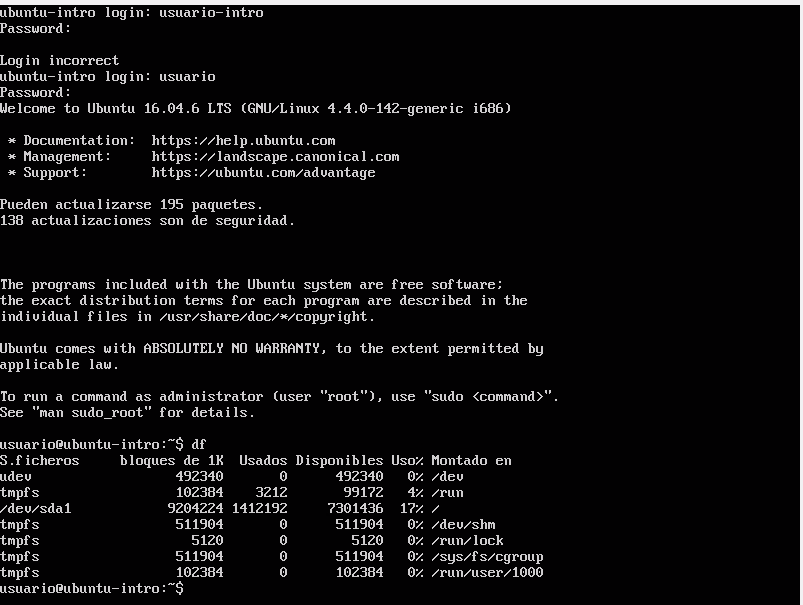 ubuntu-intro login: usuario-intro
Password:
Login incorrect
ubuntu-intro login: usuario
Password:
Welcome to Ubuntu 16.04.6 LTS (GNU/Linux 4.4.0-142-generic i686)
* Documentation:  https://help.ubuntu.com
* Management:     https://landscape.canonical.com
* Support:        https://ubuntu.com/advantage
Pueden actualizarse 195 paquetes.
138 actualizaciones son de seguridad.
The programs included with the Ubuntu system are free software;
the exact distribution terms for each program are described in the
individual files in /usr/share/doc/*/copyright.
Ubuntu comes with ABSOLUTELY NO WARRANTY, to the extent permitted by
applicable law.
To run a command as administrator (user "root"), use "sudo <command>".
See "man sudo_root" for details.
usuario@ubuntu-intro:~$ df
S.ficheros     bloques de 1K  Usados Disponibles Uso% Montado en
udev                  492340       0      492340   0% /dev
tmpfs                 102384    3212       99172   4% /run
/dev/sda1            9204224 1412192     7301436  17% /
tmpfs                 511904       0      511904   0% /dev/shm
tmpfs                   5120       0        5120   0% /run/lock
tmpfs                 511904       0      511904   0% /sys/fs/cgroup
tmpfs                 102384       0      102384   0% /run/user/1000
usuario@ubuntu-intro:~$